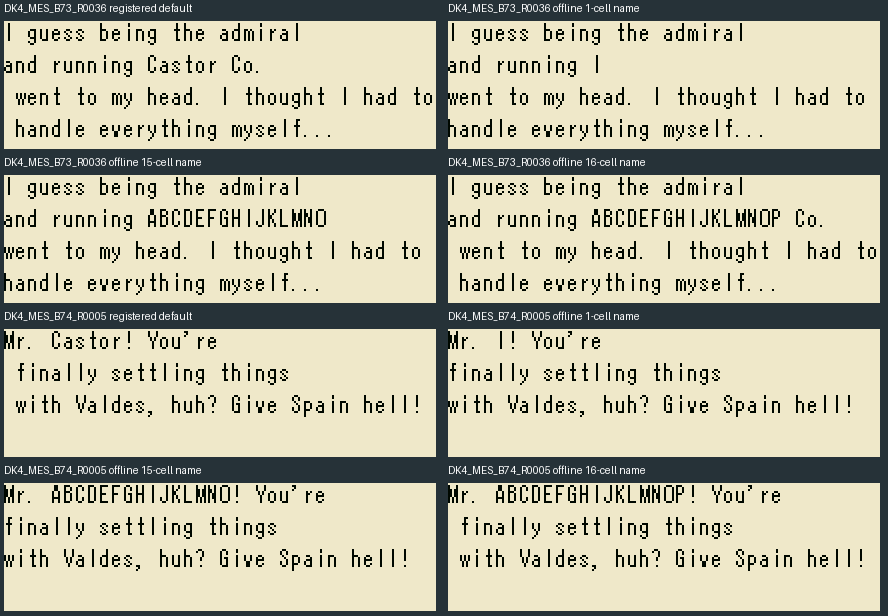 DK4_MES_B73_R0036 registered default
I guess being the admiral
and running Castor Co.
went to my head. I thought I had to
handle everything myself...
DK4_MES_B73_R0036 offline 1-cell name
I guess being the admiral
and running I
went to my head. I thought I had to
handle everything myself...
DK4_MES_B73_R0036 offline 15-cell name
I guess being the admiral
and running ABCDEFGHIJKLMNO
went to my head. I thought I had to
handle everything myself...
DK4_MES_B73_R0036 offline 16-cell name
I guess being the admiral
and running ABCDEFGHIJKLMNOP Co.
went to my head. I thought I had to
handle everything myself...
DK4_MES_B74_R0005 registered default
Mr. Castor! You're
finally settling things
with Valdes, huh? Give Spain hell!
DK4_MES_B74_R0005 offline 1-cell name
Mr. I! You're
finally settling things
with Valdes, huh? Give Spain hell!
DK4_MES_B74_R0005 offline 15-cell name
Mr. ABCDEFGHIJKLMNO! You're
finally settling things
with Valdes, huh? Give Spain hell!
DK4_MES_B74_R0005 offline 16-cell name
Mr. ABCDEFGHIJKLMNOP! You're
finally settling things
with Valdes, huh? Give Spain hell!